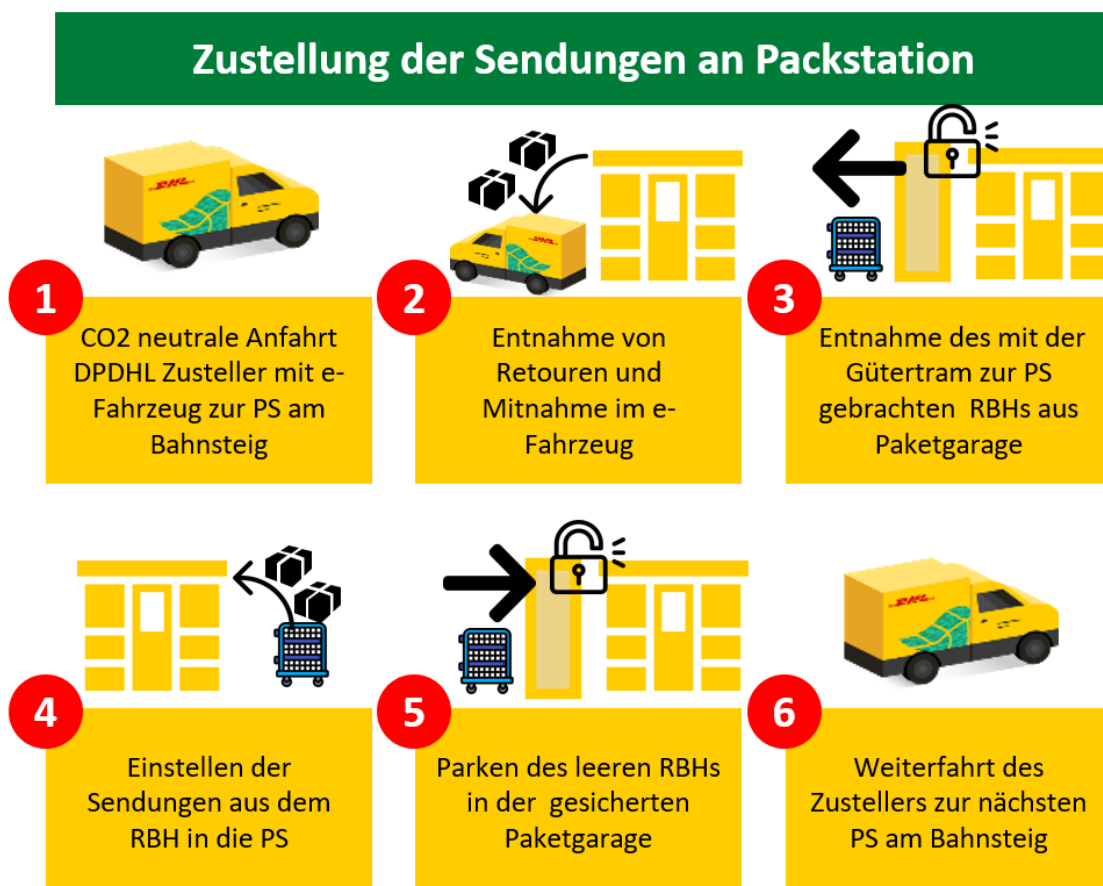 Zustellung der Sendungen an Packstation
DHL
DHL
1
CO2 neutrale Anfahrt
DPDHL Zusteller mit e-
Fahrzeug zur PS am
Bahnsteig
2
Entnahme von
Retouren und
Mitnahme im e-
Fahrzeug
3
Entnahme des mit der
Gütertram zur PS
gebrachten RBHs aus
Paketgarage
4
Einstellen der
Sendungen aus dem
RBH in die PS
5
Parken des leeren RBHs
in der gesicherten
Paketgarage
DHL
6
Weiterfahrt des
Zustellers zur nächsten
PS am Bahnsteig